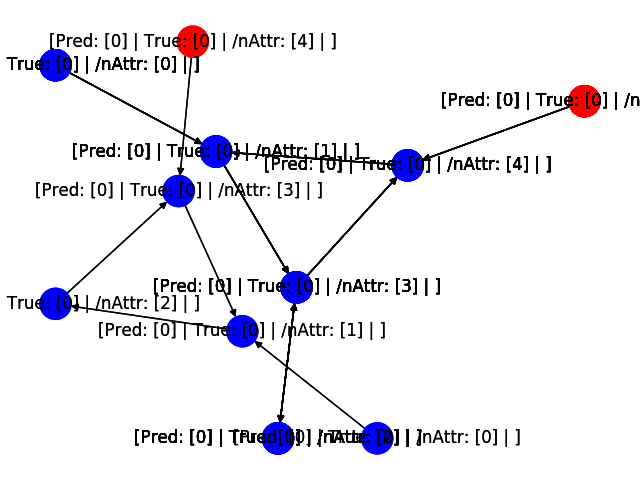 [Pred: [0] | True: [0] | /nAttr: [4] | ]
True: [0] | /nAttr: [0] | ]
[Pred: [0] | True: [0] | /n
[Pred: [0] | True: [0] | /nAttr: [1] | ]
[Pred: [0] | True: [0] | /nAttr: [4] | ]
[Pred: [0] | True: [0] | /nAttr: [3] | ]
[Pred: [0] | True: [0] | /nAttr: [3] | ]
True: [0] | /nAttr: [2] | ]
[Pred: [0] | True: [0] | /nAttr: [1] | ]
[Pred: [0] | True: [0] | /nAttr: [2] | ]
[Pred: [0] | True: [0] | /nAttr: [0] | ]